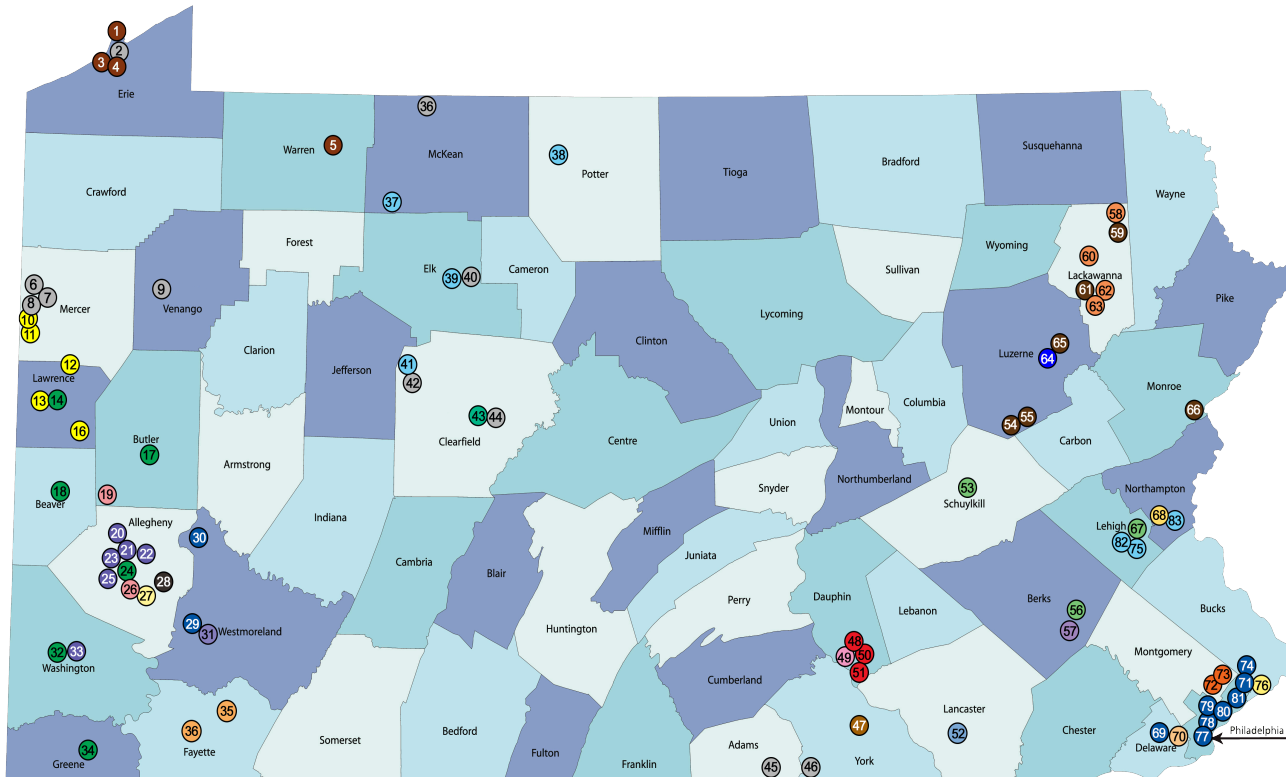 1
2
3
4
Erie
36
5
Warren
McKean
38
Potter
Tioga
Bradford
Susquehanna
Crawford
37
Wayne
58
59
Forest
Wyoming
60
Elk
39
40
Cameron
Sullivan
Lackawanna
6
7
8
9
Mercer
Venango
61
62
63
Pike
10
11
Lycoming
Clarion
Clinton
65
64
Luzerne
12
Lawrence
Jefferson
41
42
Monroe
13
14
16
Montour
Columbia
66
43
44
Clearfield
Union
54
55
Carbon
Butler
17
Centre
Armstrong
18
19
Beaver
Snyder
Northumberland
53
Schuylkill
Northampton
Indiana
Allegheny
20
30
Mifflin
68
83
Lehigh
67
21
22
23
82
75
Juniata
Cambria
Blair
24
25
26
27
28
Perry
Dauphin
Lebanon
Berks
56
57
Bucks
29
31
Westmoreland
Huntington
48
49
50
51
Montgomery
32
33
Washington
Cumberland
74
73
72
71
76
35
36
Fayette
Somerset
Bedford
Fulton
Franklin
Lancaster
52
47
York
Chester
81
79
80
78
69
70
77
Philadelphia
Delaware
34
Greene
Adams
45
46